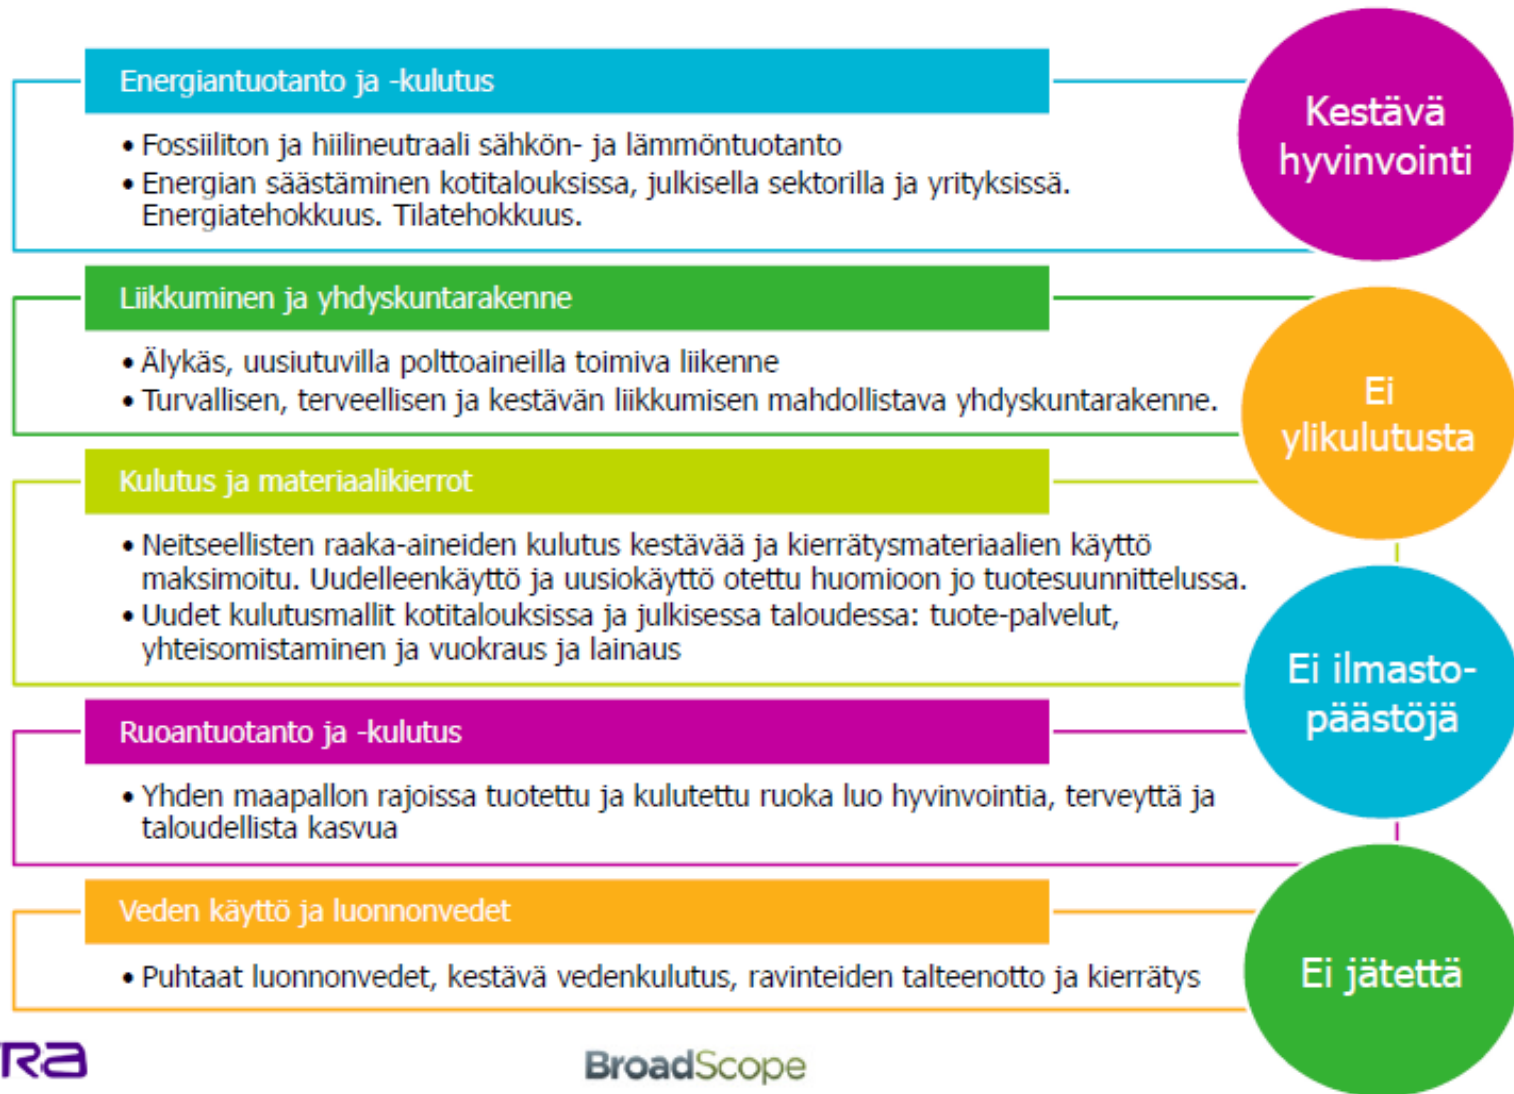 Energiantuotanto ja -kulutus
• Fossiiliton ja hiilineutraali sähkön- ja lämmöntuotanto
• Energian säästäminen kotitalouksissa, julkisella sektorilla ja yrityksissä.
Energiatehokkuus. Tilatehokkuus.
Kestävä
hyvinvointi
Liikkuminen ja yhdyskuntarakenne
• Älykäs, uusiutuvilla polttoaineilla toimiva liikenne
• Turvallisen, terveellisen ja kestävän liikkumisen mahdollistava yhdyskuntarakenne.
Ei
ylikulutusta
Kulutus ja materiaalikierrot
• Neitseellisten raaka-aineiden kulutus kestävää ja kierrätysmateriaalien käyttö
maksimoitu. Uudelleenkäyttö ja uusiokäyttö otettu huomioon jo tuotesuunnittelussa.
• Uudet kulutusmallit kotitalouksissa ja julkisessa taloudessa: tuote-palvelut,
yhteisomistaminen ja vuokraus ja lainaus
Ei ilmasto-
päästöjä
Ruoantuotanto ja -kulutus
• Yhden maapallon rajoissa tuotettu ja kulutettu ruoka luo hyvinvointia, terveyttä ja
taloudellista kasvua
Veden käyttö ja luonnonvedet
• Puhtaat luonnonvedet, kestävä vedenkulutus, ravinteiden talteenotto ja kierrätys
Ei jätettä
BroadScope